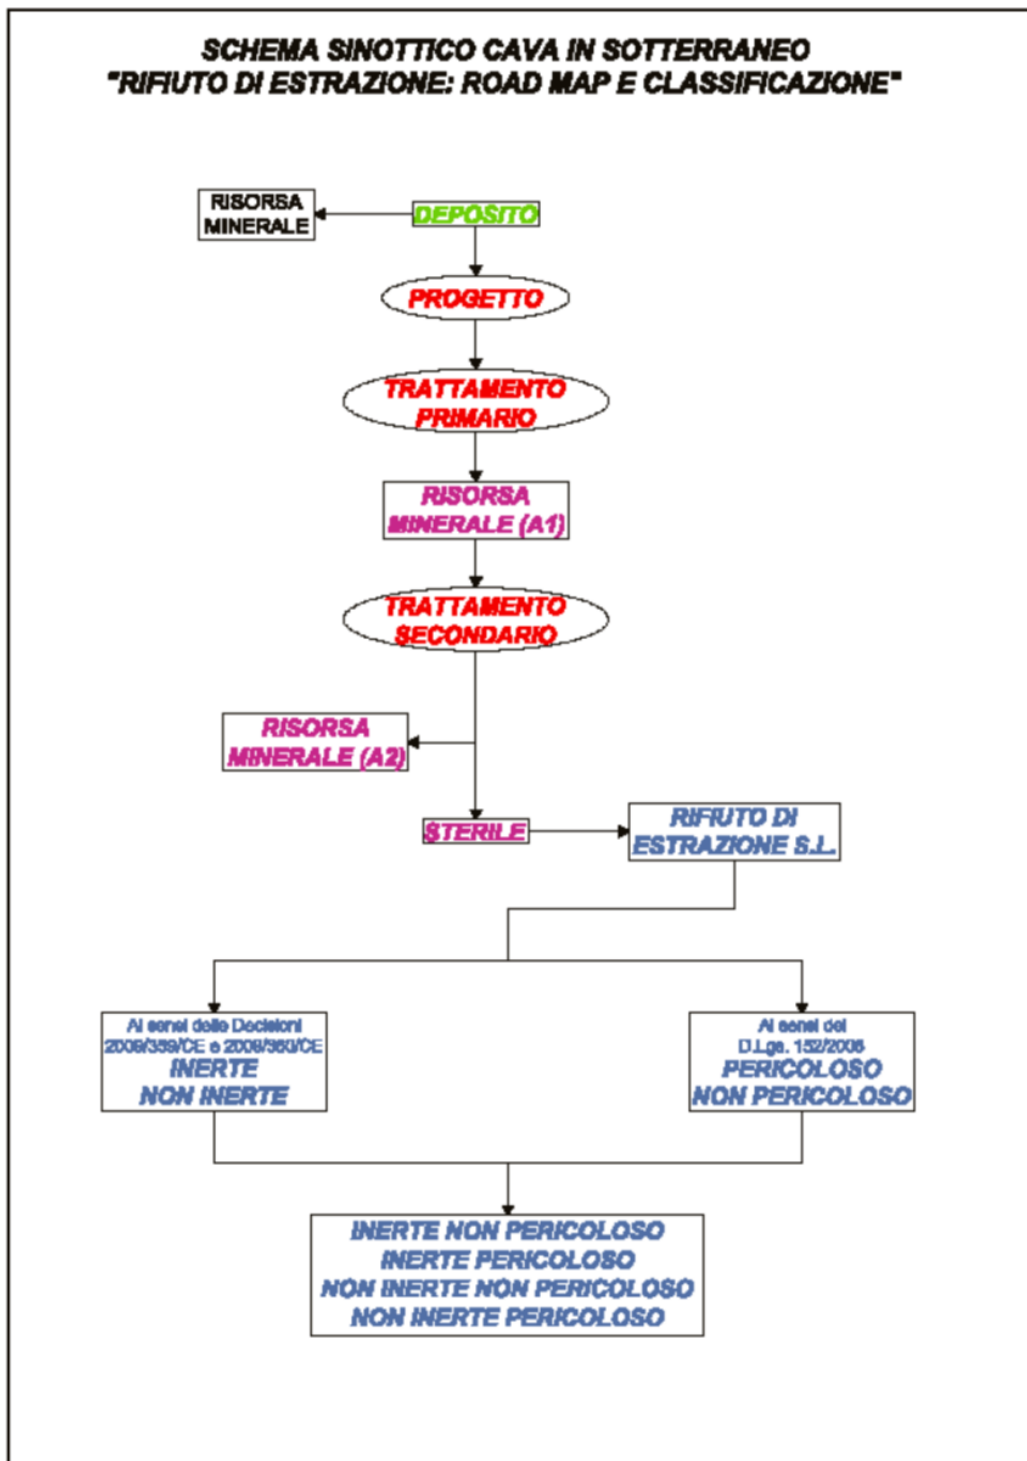 SCHEMA SINOTTICO CAVA IN SOTTERRANEO
"RIFIUTO DI ESTRAZIONE: ROAD MAP E CLASSIFICAZIONE"
RISORSA
MINERALE
DEPOSITO
PROGETTO
TRATTAMENTO
PRIMARIO
RISORSA
MINERALE (A1)
TRATTAMENTO
SECONDARIO
RISORSA
MINERALE (A2)
STERILE
RIFIUTO DI
ESTRAZIONE S.L.
Ai sensi delle Decisioni
2009/359/CE e 2009/360/CE
INERTE
NON INERTE
Ai sensi del
D.Lgs. 152/2006
PERICOLOSO
NON PERICOLOSO
INERTE NON PERICOLOSO
INERTE PERICOLOSO
NON INERTE NON PERICOLOSO
NON INERTE PERICOLOSO